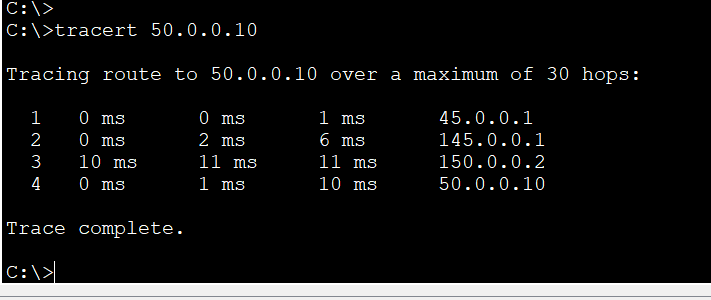 C:\>
C:\>tracert 50.0.0.10
Tracing route to 50.0.0.10 over a maximum of 30 hops:
1 0 ms 0 ms 1 ms 45.0.0.1
2 0 ms 2 ms 6 ms 145.0.0.1
3 10 ms 11 ms 11 ms 150.0.0.2
4 0 ms 1 ms 10 ms 50.0.0.10
Trace complete.
C:\>